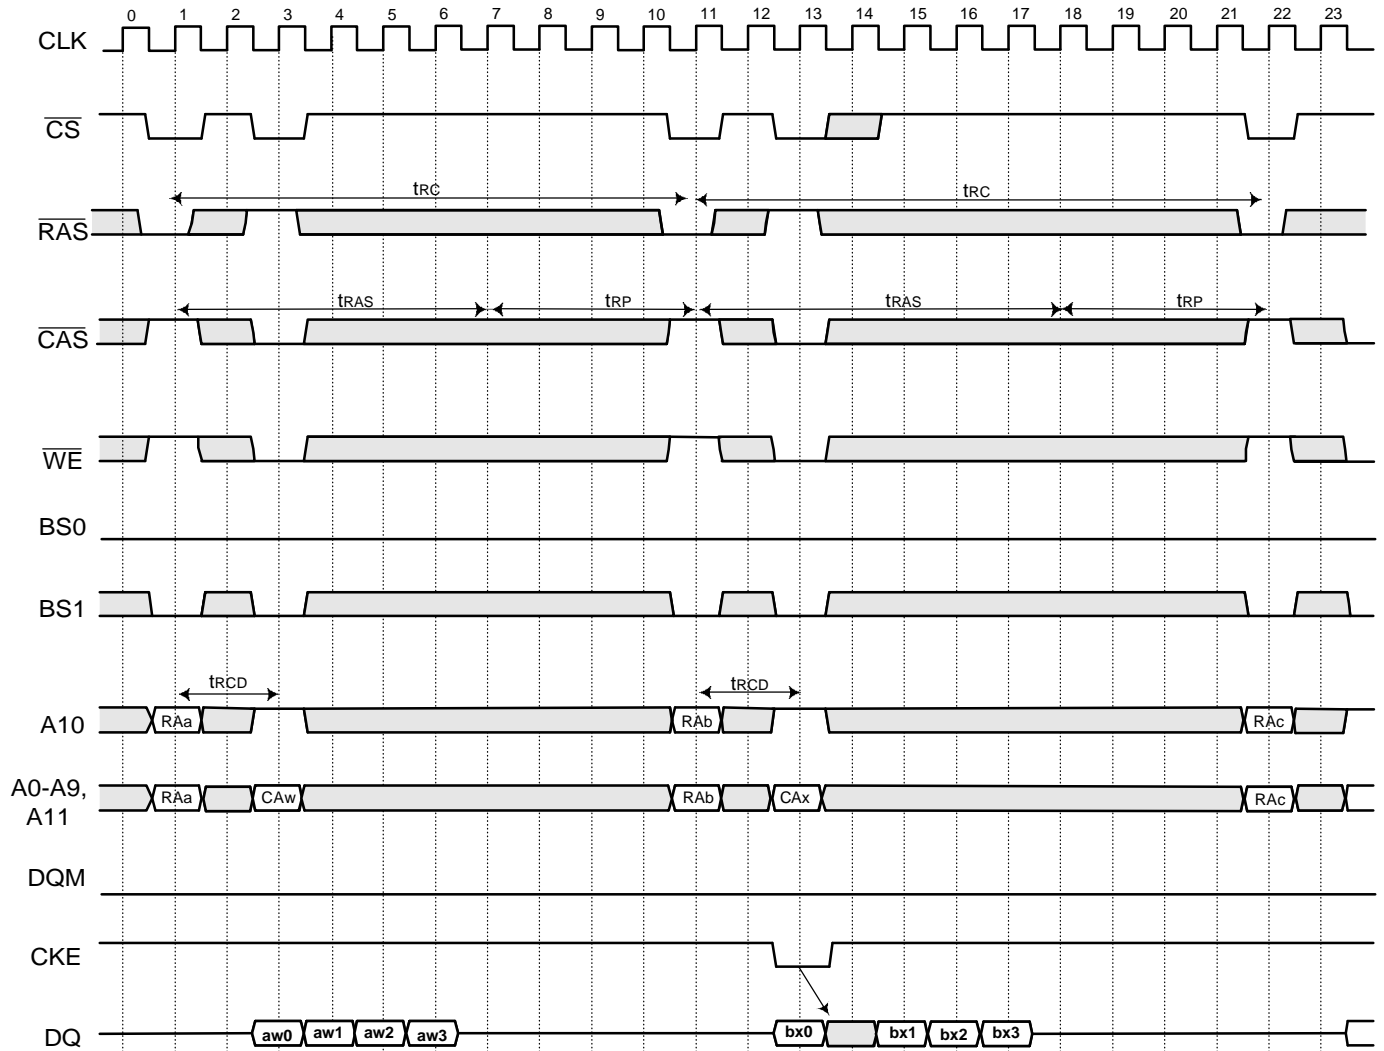 0 1 2 3 4 5 6 7 8 9 10 11 12 13 14 15 16 17 18 19 20 21 22 23
CLK
CS
tRC tRC
RAS
tRAS tRP tRAS tRP
CAS
WE
BS0
BS1
tRCD tRCD
A10 RAa RAb RAc
A0-A9, RAa CAw RAb CAx RAc
A11
DQM
CKE
DQ aw0 aw1 aw2 aw3 bx0 bx1 bx2 bx3